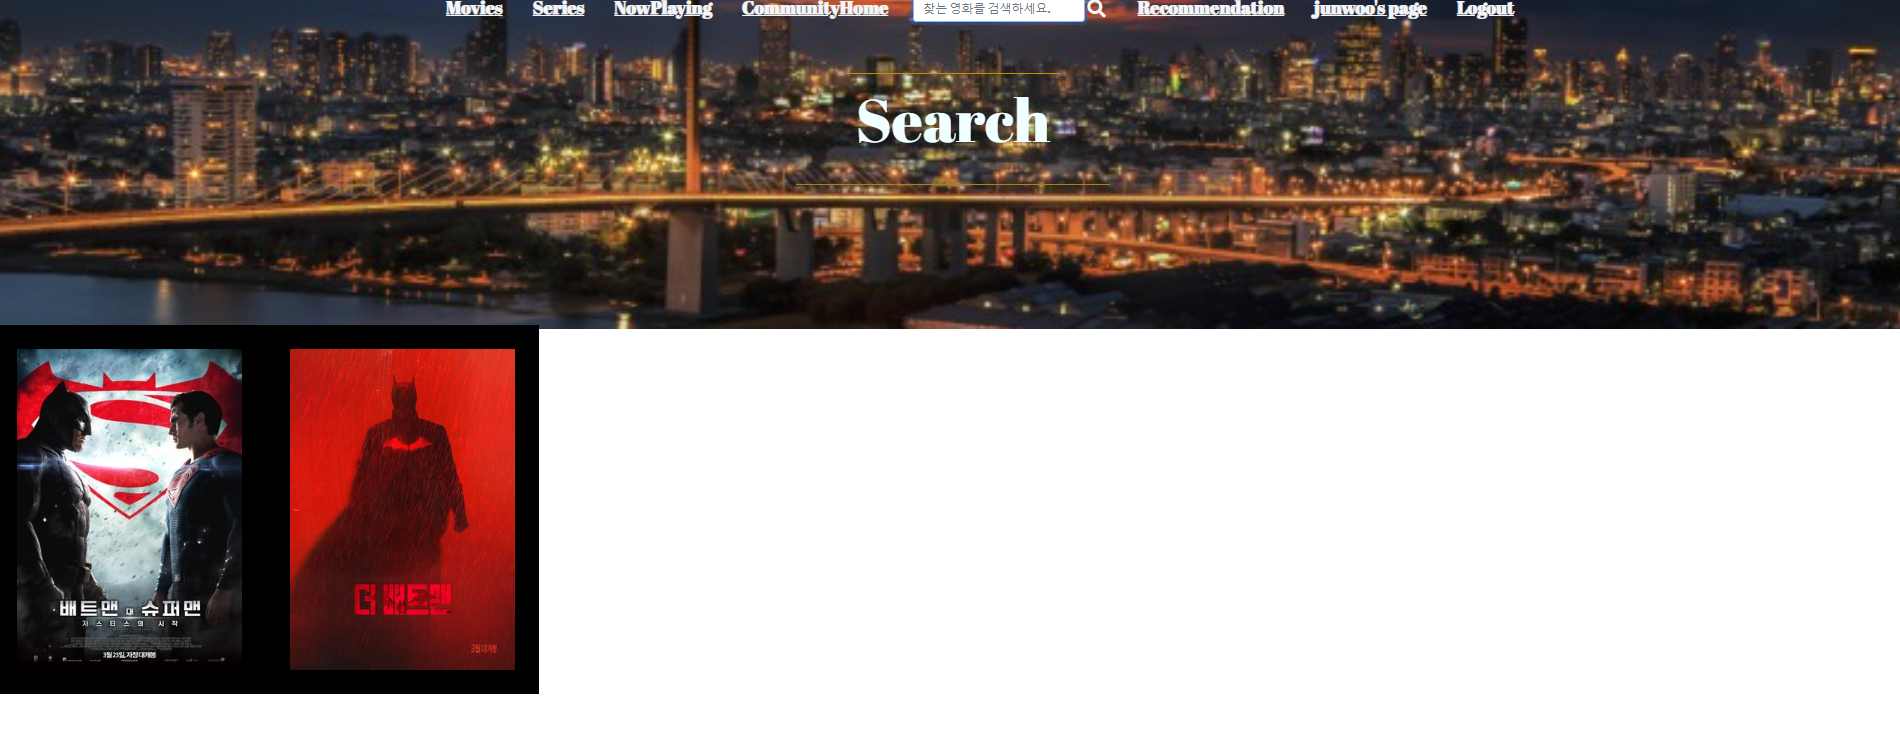 Movies Series NowPlaying CommunityHome 찾는 영화를 검색하세요. Recommendation junwoo's page Logout
Search
배트맨 대 슈퍼맨
저스티스의 시작
3월 23일, 자정 대개봉
더 배트맨
3월 대개봉